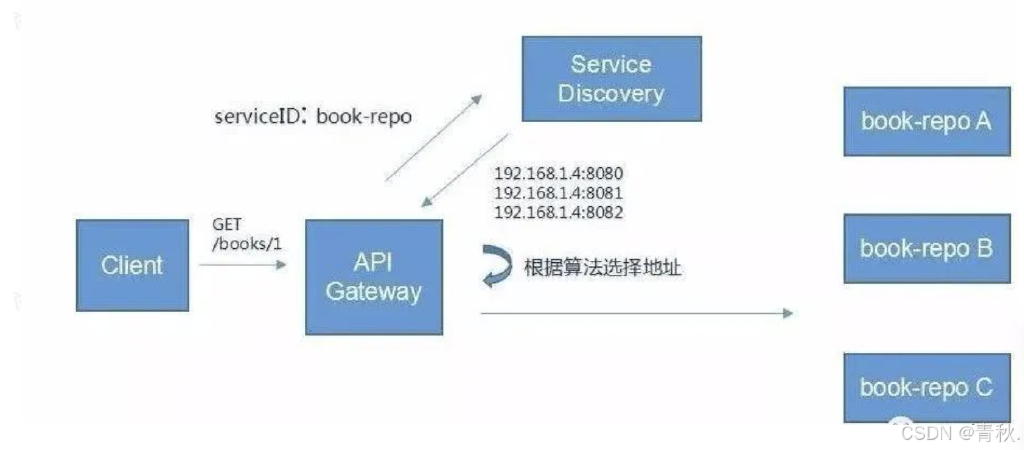 Service
Discovery
serviceID: book-repo
book-repo A
192.168.1.4:8080
192.168.1.4:8081
192.168.1.4:8082
GET
/books/1
Client
API
Gateway
根据算法选择地址
book-repo B
book-repo C
CSDN @青秋.